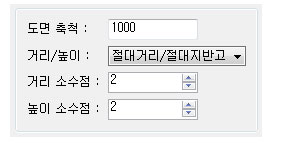 도면 축척 : 1000
거리/높이 : 절대거리/절대지반고
거리 소수점 : 2
높이 소수점 : 2